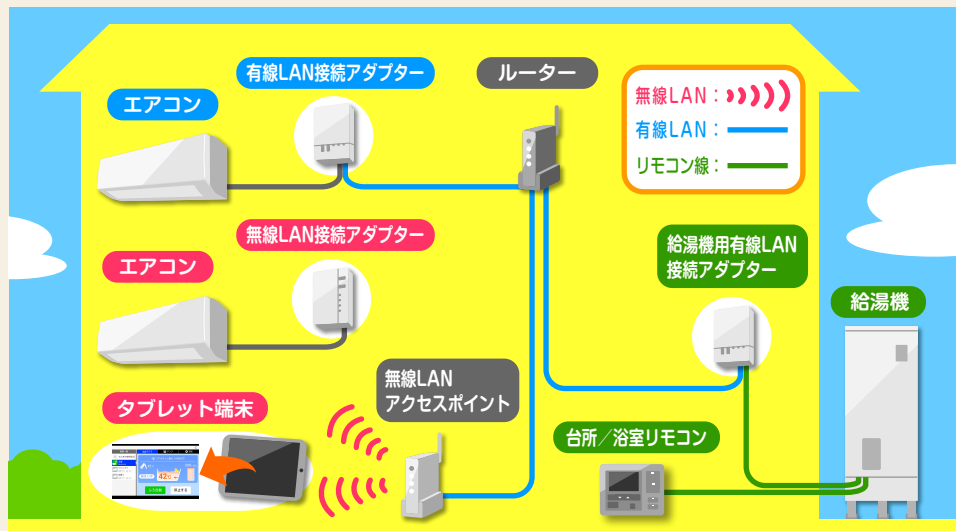 有線LAN接続アダプター
ルーター
エアコン
無線LAN：
有線LAN：
リモコン線：
無線LAN接続アダプター
エアコン
給湯機用有線LAN
接続アダプター
給湯機
無線LAN
アクセスポイント
タブレット端末
台所／浴室リモコン
42